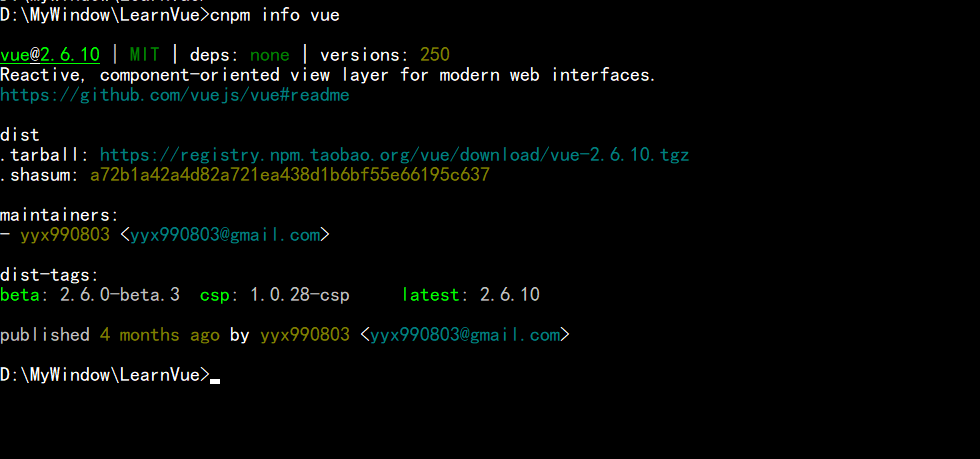 D:\MyWindow\LearnVue>
D:\MyWindow\LearnVue>cnpm info vue
vue@2.6.10 | MIT | deps: none | versions: 250
Reactive, component-oriented view layer for modern web interfaces.
https://github.com/vuejs/vue#readme
dist
.tarball: https://registry.npm.taobao.org/vue/download/vue-2.6.10.tgz
.shasum: a72b1a42a4d82a721ea438d1b6bf55e66195c637
maintainers:
- yyx990803 <yyx990803@gmail.com>
dist-tags:
beta: 2.6.0-beta.3 csp: 1.0.28-csp latest: 2.6.10
published 4 months ago by yyx990803 <yyx990803@gmail.com>
D:\MyWindow\LearnVue>